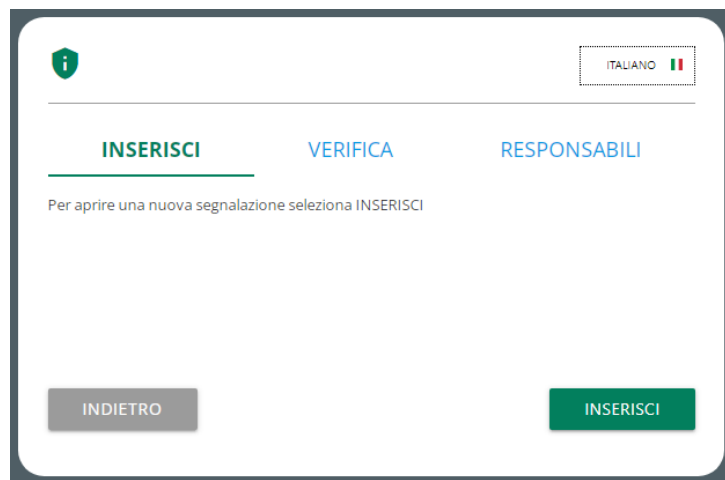 ITALIANO
INSERISCI VERIFICA RESPONSABILI
Per aprire una nuova segnalazione seleziona INSERISCI
INDIETRO INSERISCI